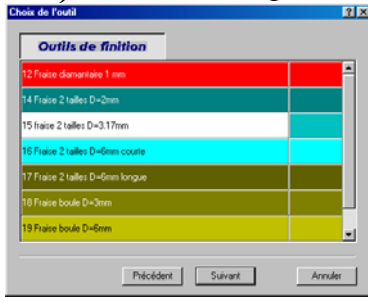 Choix de l'outil
Outils de finition
12 Fraise diamantaire 1 mm
14 Fraise 2 tailles D=2mm
15 fraise 2 tailles D=3.17mm
16 Fraise 2 tailles D=6mm courte
17 Fraise 2 tailles D=6mm longue
18 Fraise boule D=3mm
19 Fraise boule D=6mm
Précédent
Suivant
Annuler